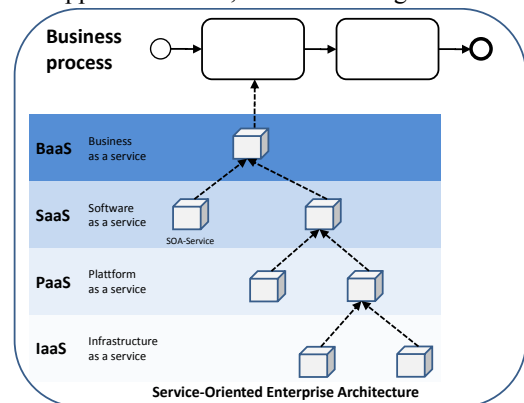 Business
process
BaaS
Business
as a service
SaaS
Software
as a service
SOA-Service
PaaS
Plattform
as a service
IaaS
Infrastructure
as a service
Service-Oriented Enterprise Architecture